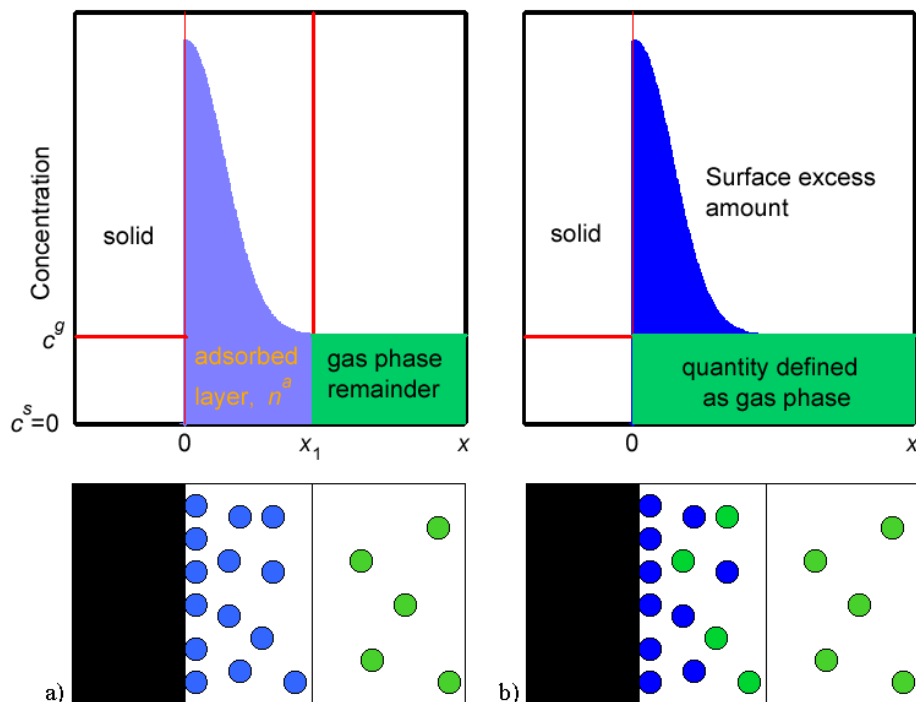 Concentration
solid
c^g
c^s=0
adsorbed
layer, n^a
gas phase
remainder
0
x₁
x
Surface excess
amount
solid
quantity defined
as gas phase
0
x
a)
b)